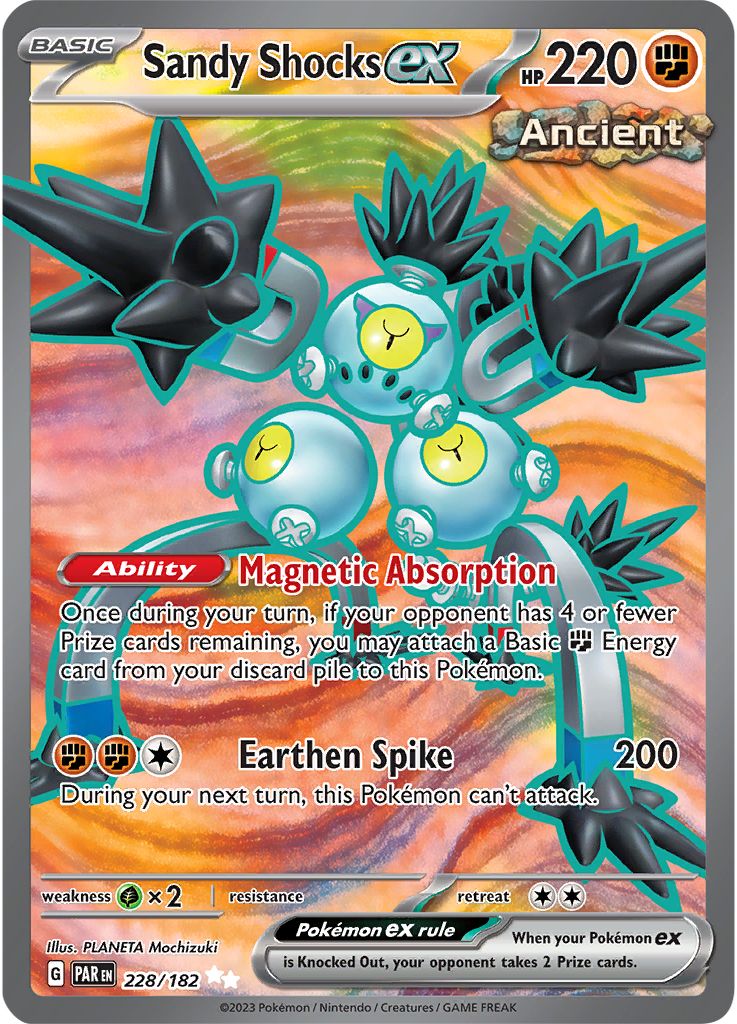 BASIC
Sandy Shocks ex
HP 220
Ancient
Ability Magnetic Absorption
Once during your turn, if your opponent has 4 or fewer
Prize cards remaining, you may attach a Basic Energy
card from your discard pile to this Pokémon.
Earthen Spike 200
During your next turn, this Pokémon can't attack.
weakness ×2 resistance retreat
Illus. PLANETA Mochizuki
Pokémon ex rule When your Pokémon ex
is Knocked Out, your opponent takes 2 Prize cards.
G PAR EN 228/182
©2023 Pokémon / Nintendo / Creatures / GAME FREAK